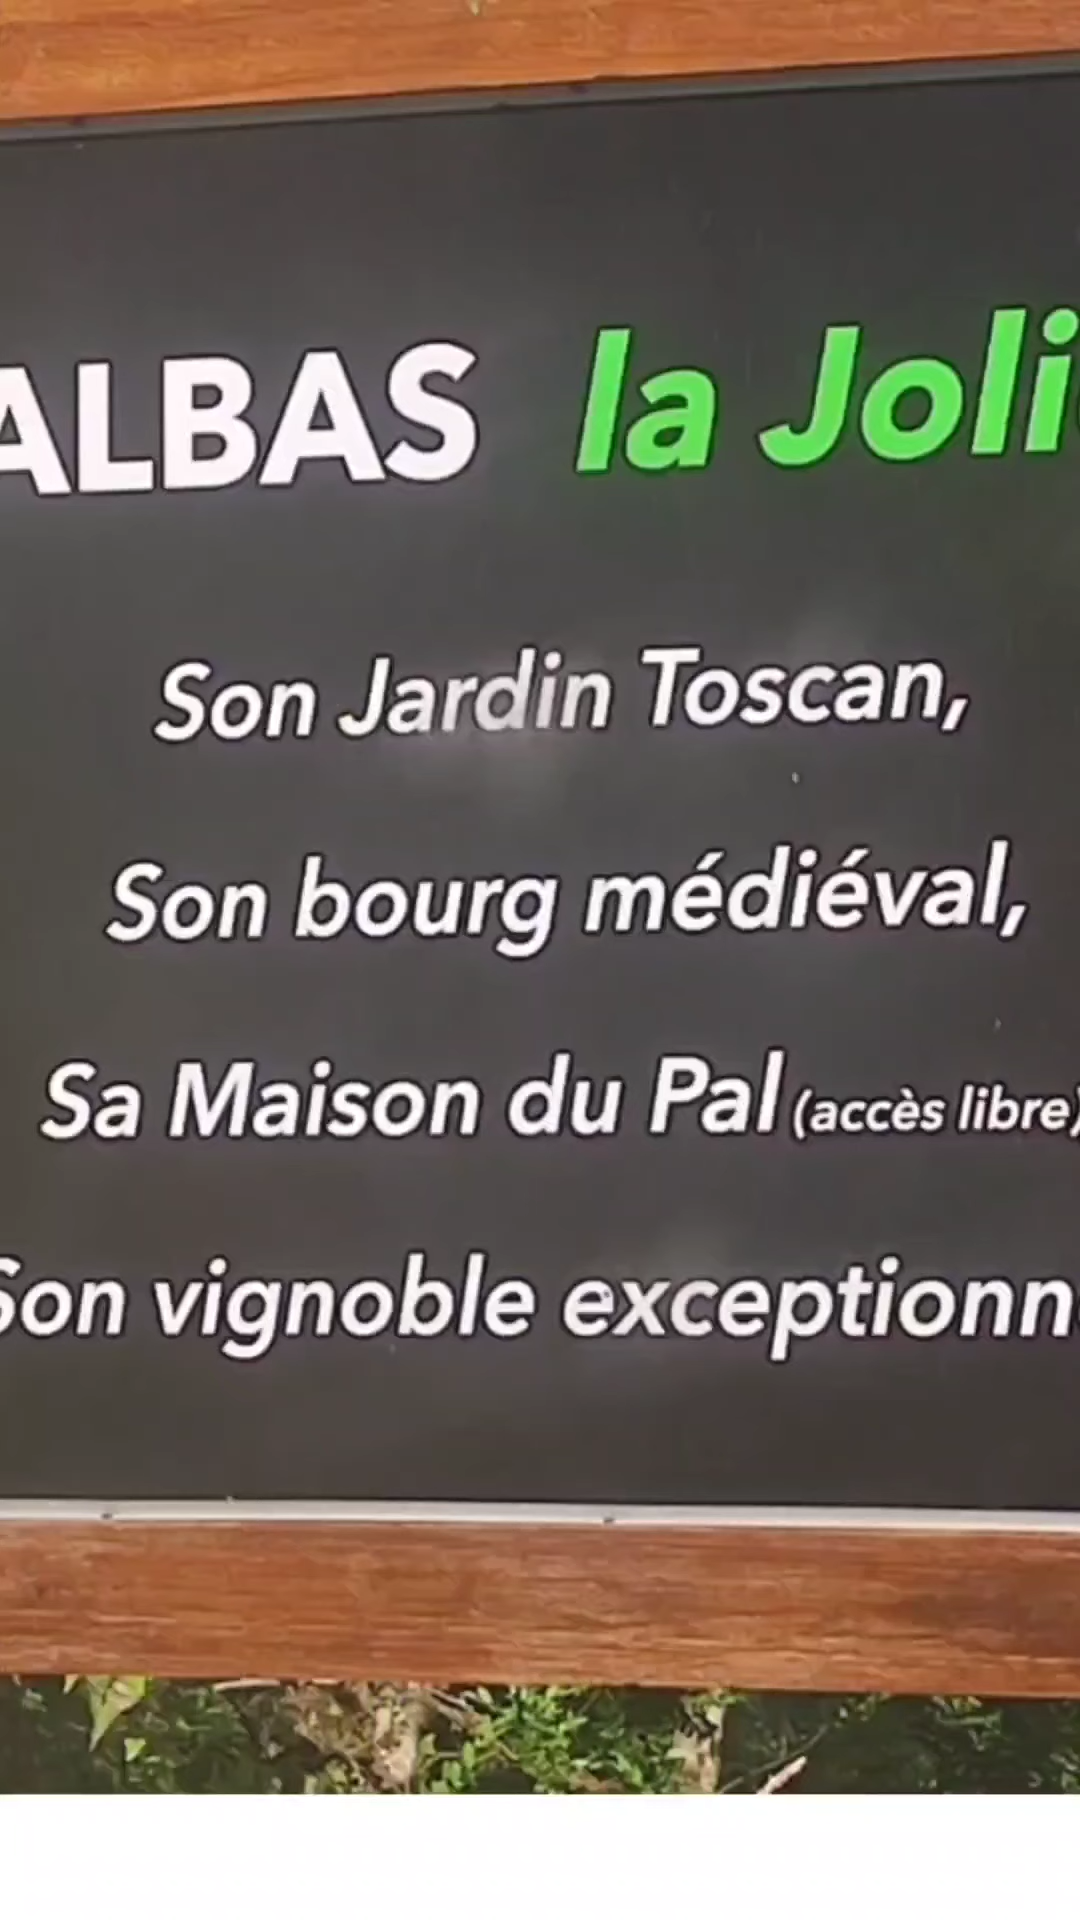 ALBAS la Joli
Son Jardin Toscan,
Son bourg médiéval,
Sa Maison du Pal (accès libre)
Son vignoble exceptionn